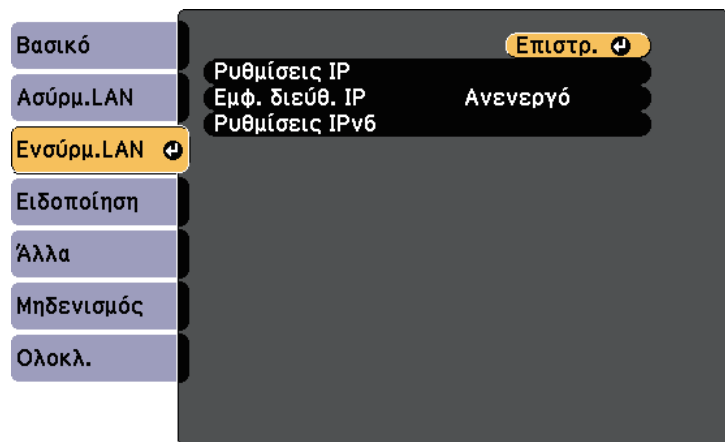 Βασικό
Ασύρμ.LAN
Ενσύρμ.LAN
Ειδοποίηση
Άλλα
Μηδενισμός
Ολοκλ.
Επιστρ.
Ρυθμίσεις IP
Εμφ. διεύθ. IP Ανενεργό
Ρυθμίσεις IPv6